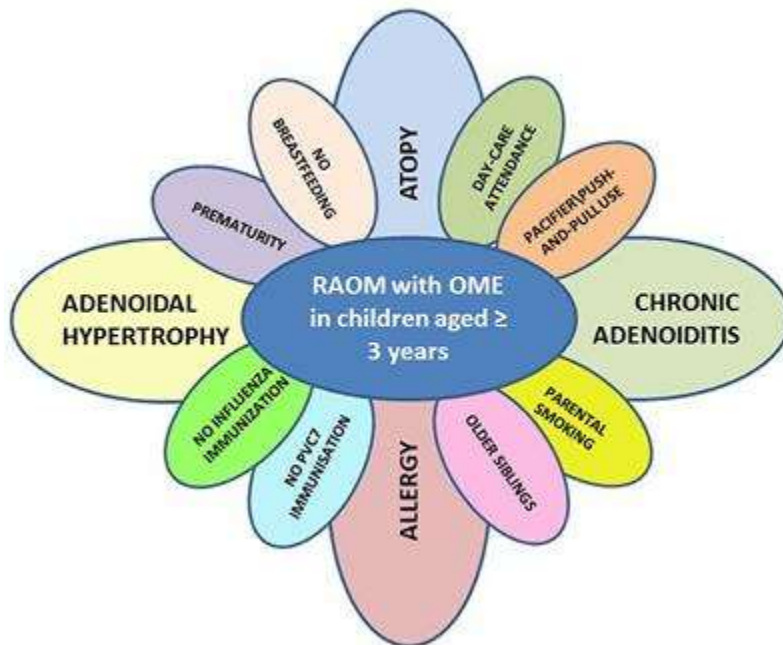 ATOPY
NO
BREASTFEEDING
DAY-CARE
ATTENDANCE
PREMATURITY
PACIFIER\PUSH-
AND-PULL USE
ADENOIDAL
HYPERTROPHY
RAOM with OME
in children aged ≥
3 years
CHRONIC
ADENOIDITIS
NO INFLUENZA
IMMUNIZATION
NO PVC7
IMMUNISATION
ALLERGY
OLDER SIBLINGS
PARENTAL
SMOKING